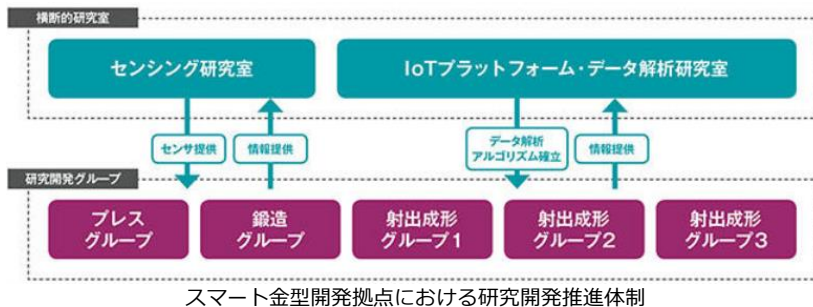 横断的研究室
センシング研究室
IoTプラットフォーム・データ解析研究室
センサ提供
情報提供
データ解析
アルゴリズム確立
情報提供
研究開発グループ
プレス
グループ
鍛造
グループ
射出成形
グループ1
射出成形
グループ2
射出成形
グループ3
スマート金型開発拠点における研究開発推進体制